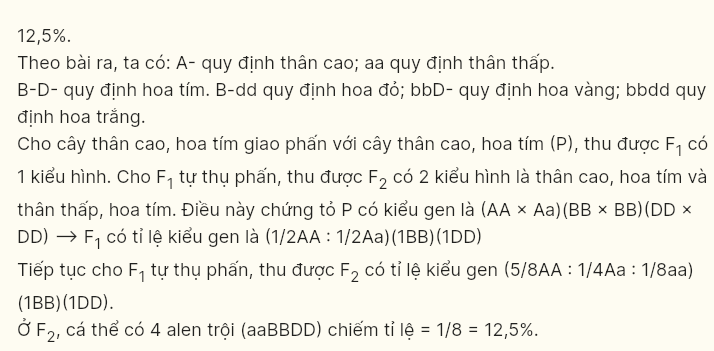 12,5%.
Theo bài ra, ta có: A- quy định thân cao; aa quy định thân thấp.
B-D- quy định hoa tím. B-dd quy định hoa đỏ; bbD- quy định hoa vàng; bbdd quy
định hoa trắng.
Cho cây thân cao, hoa tím giao phấn với cây thân cao, hoa tím (P), thu được F₁ có
1 kiểu hình. Cho F₁ tự thụ phấn, thu được F₂ có 2 kiểu hình là thân cao, hoa tím và
thân thấp, hoa tím. Điều này chứng tỏ P có kiểu gen là (AA × Aa)(BB × BB)(DD ×
DD) → F₁ có tỉ lệ kiểu gen là (1/2AA : 1/2Aa)(1BB)(1DD)
Tiếp tục cho F₁ tự thụ phấn, thu được F₂ có tỉ lệ kiểu gen (5/8AA : 1/4Aa : 1/8aa)
(1BB)(1DD).
Ở F₂, cá thể có 4 alen trội (aaBBDD) chiếm tỉ lệ = 1/8 = 12,5%.